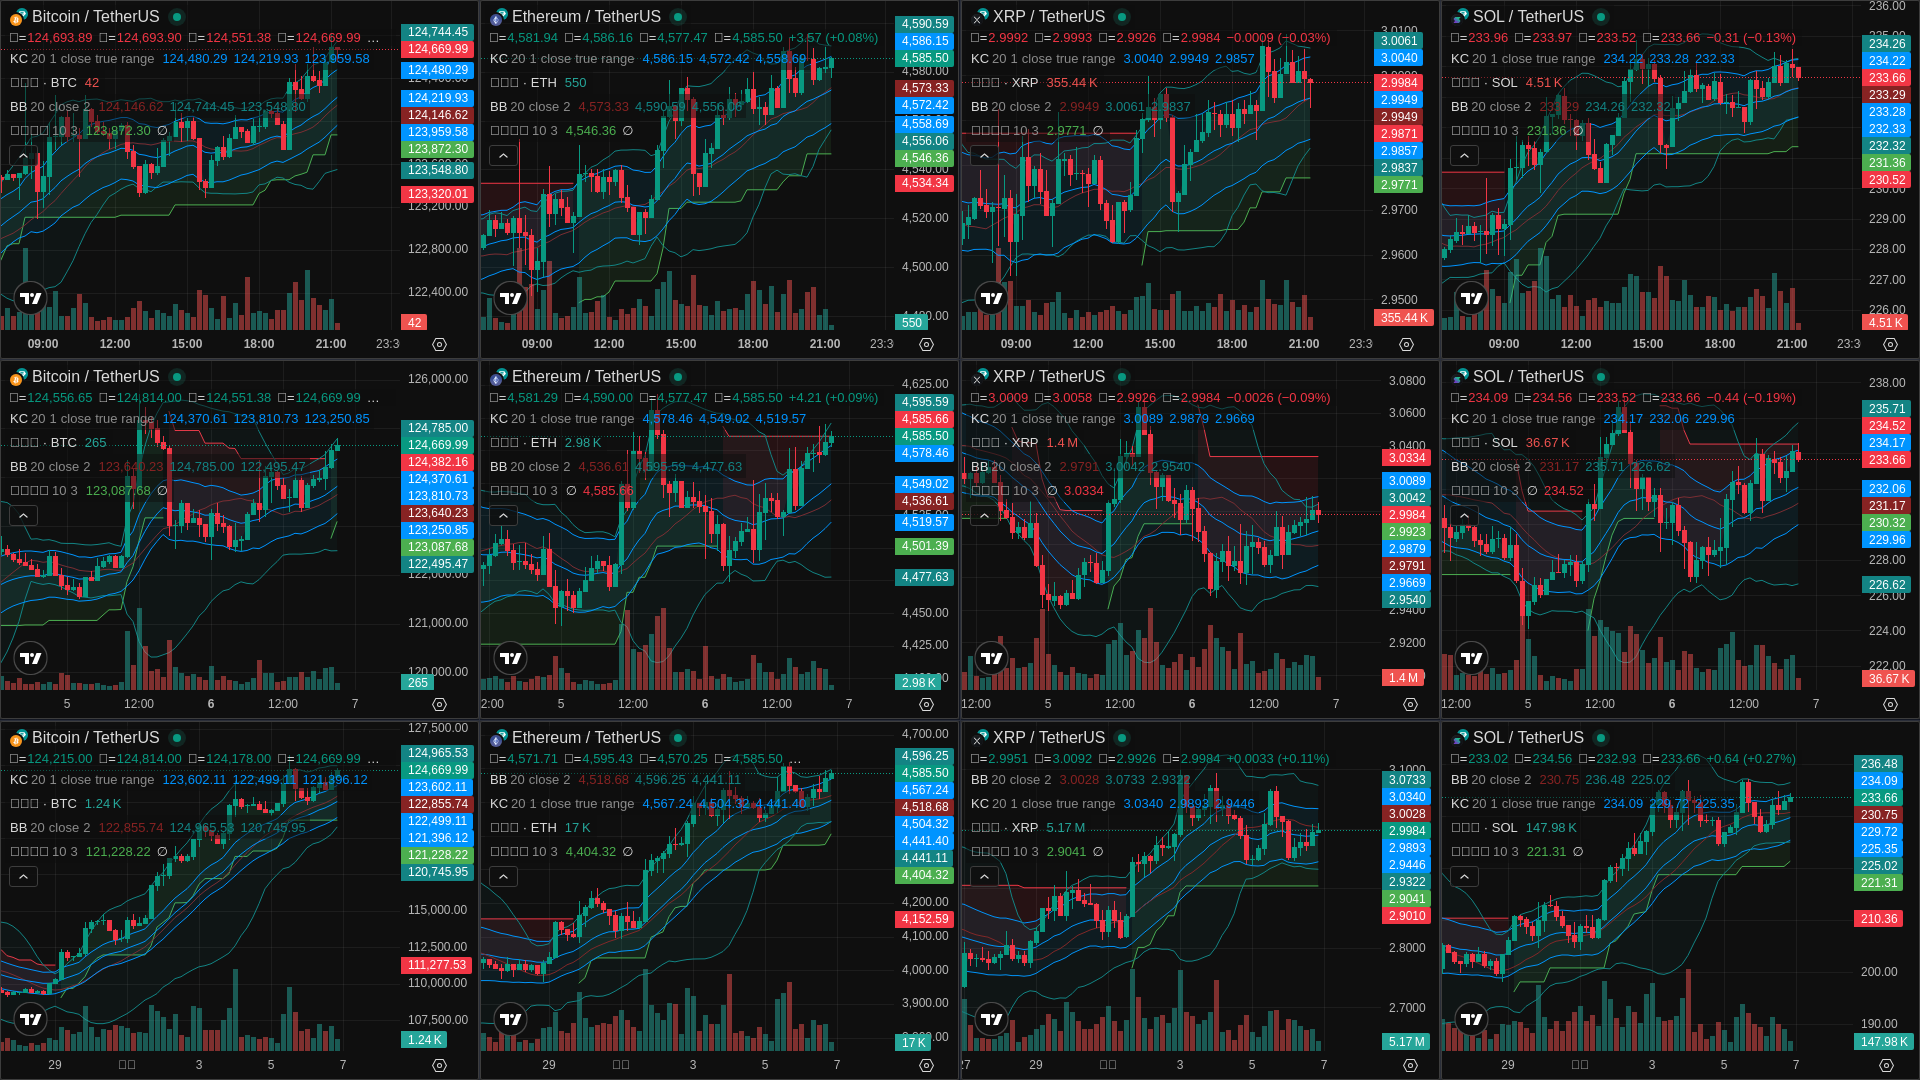 Bitcoin / TetherUS
□=124,693.89 □=124,693.90 □=124,551.38 □=124,669.99 ...
KC 20 1 close true range 124,480.29 124,219.93 123,959.58
□□□ · BTC 42
BB 20 close 2 124,146.62 124,744.45 123,548.80
□□□□ 10 3 123,872.30 ∅
124,744.45
124,669.99
124,480.29
124,219.93
124,146.62
123,959.58
123,872.30
123,548.80
123,320.01
123,200.00
122,800.00
122,400.00
42
09:00 12:00 15:00 18:00 21:00 23:3
Ethereum / TetherUS
□=4,581.94 □=4,586.16 □=4,577.47 □=4,585.50 +3.57 (+0.08%)
KC 20 1 close true range 4,586.15 4,572.42 4,558.69
□□□ · ETH 550
BB 20 close 2 4,573.33 4,590.59 4,556.06
□□□□ 10 3 4,546.36 ∅
4,590.59
4,586.15
4,585.50
4,580.00
4,573.33
4,572.42
4,558.69
4,556.06
4,546.36
4,540.00
4,534.34
4,520.00
4,500.00
550
09:00 12:00 15:00 18:00 21:00 23:3
XRP / TetherUS
□=2.9992 □=2.9993 □=2.9926 □=2.9984 −0.0009 (−0.03%)
KC 20 1 close true range 3.0040 2.9949 2.9857
□□□ · XRP 355.44 K
BB 20 close 2 2.9949 3.0061 2.9837
□□□□ 10 3 2.9771 ∅
3.0100
3.0061
3.0040
2.9984
2.9949
2.9949
2.9871
2.9857
2.9837
2.9771
2.9700
2.9600
2.9500
355.44 K
09:00 12:00 15:00 18:00 21:00 23:3
SOL / TetherUS
□=233.96 □=233.97 □=233.52 □=233.66 −0.31 (−0.13%)
KC 20 1 close true range 234.22 233.28 232.33
□□□ · SOL 4.51 K
BB 20 close 2 233.29 234.26 232.32
□□□□ 10 3 231.36 ∅
236.00
234.26
234.22
233.66
233.29
233.28
232.33
232.32
231.36
230.52
230.00
229.00
228.00
227.00
226.00
4.51 K
09:00 12:00 15:00 18:00 21:00 23:3
Bitcoin / TetherUS
□=124,556.65 □=124,814.00 □=124,551.38 □=124,669.99 ...
KC 20 1 close true range 124,370.61 123,810.73 123,250.85
□□□ · BTC 265
BB 20 close 2 123,640.23 124,785.00 122,495.47
□□□□ 10 3 123,087.68 ∅
126,000.00
124,785.00
124,669.99
124,382.16
124,370.61
123,810.73
123,640.23
123,250.85
123,087.68
122,495.47
122,000.00
121,000.00
120,000.00
265
5 12:00 6 12:00 7
Ethereum / TetherUS
□=4,581.29 □=4,590.00 □=4,577.47 □=4,585.50 +4.21 (+0.09%)
KC 20 1 close true range 4,578.46 4,549.02 4,519.57
□□□ · ETH 2.98 K
BB 20 close 2 4,536.61 4,595.59 4,477.63
□□□□ 10 3 ∅ 4,585.66
4,625.00
4,595.59
4,585.66
4,585.50
4,578.46
4,549.02
4,536.61
4,519.57
4,501.39
4,477.63
4,450.00
4,425.00
2.98 K
2:00 5 12:00 6 12:00 7
XRP / TetherUS
□=3.0009 □=3.0058 □=2.9926 □=2.9984 −0.0026 (−0.09%)
KC 20 1 close true range 3.0089 2.9879 2.9669
□□□ · XRP 1.4 M
BB 20 close 2 2.9791 3.0042 2.9540
□□□□ 10 3 ∅ 3.0334
3.0800
3.0600
3.0400
3.0334
3.0089
3.0042
2.9984
2.9923
2.9879
2.9791
2.9669
2.9540
2.9400
2.9200
1.4 M
12:00 5 12:00 6 12:00 7
SOL / TetherUS
□=234.09 □=234.56 □=233.52 □=233.66 −0.44 (−0.19%)
KC 20 1 close true range 234.17 232.06 229.96
□□□ · SOL 36.67 K
BB 20 close 2 231.17 235.71 226.62
□□□□ 10 3 ∅ 234.52
238.00
235.71
234.52
234.17
233.66
232.06
231.17
230.32
229.96
228.00
226.62
226.00
224.00
222.00
36.67 K
12:00 5 12:00 6 12:00 7
Bitcoin / TetherUS
□=124,215.00 □=124,814.00 □=124,178.00 □=124,669.99 ...
KC 20 1 close true range 123,602.11 122,499.11 121,396.12
□□□ · BTC 1.24 K
BB 20 close 2 122,855.74 124,965.53 120,745.95
□□□□ 10 3 121,228.22 ∅
127,500.00
124,965.53
124,669.99
123,602.11
122,855.74
122,499.11
121,396.12
121,228.22
120,745.95
115,000.00
112,500.00
111,277.53
110,000.00
107,500.00
1.24 K
29 □□ 3 5 7
Ethereum / TetherUS
□=4,571.71 □=4,595.43 □=4,570.25 □=4,585.50 ...
BB 20 close 2 4,518.68 4,596.25 4,441.11
KC 20 1 close true range 4,567.24 4,504.32 4,441.40
□□□ · ETH 17 K
□□□□ 10 3 4,404.32 ∅
4,700.00
4,596.25
4,585.50
4,567.24
4,518.68
4,504.32
4,441.40
4,441.11
4,404.32
4,200.00
4,152.59
4,100.00
4,000.00
3,900.00
17 K
29 □□ 3 5 7
XRP / TetherUS
□=2.9951 □=3.0092 □=2.9926 □=2.9984 +0.0033 (+0.11%)
BB 20 close 2 3.0028 3.0733 2.9322
KC 20 1 close true range 3.0340 2.9893 2.9446
□□□ · XRP 5.17 M
□□□□ 10 3 2.9041 ∅
3.1000
3.0733
3.0340
3.0028
2.9984
2.9893
2.9446
2.9322
2.9041
2.9010
2.8000
2.7000
5.17 M
27 29 □□ 3 5 7
SOL / TetherUS
□=233.02 □=234.56 □=232.93 □=233.66 +0.64 (+0.27%)
BB 20 close 2 230.75 236.48 225.02
KC 20 1 close true range 234.09 229.72 225.35
□□□ · SOL 147.98 K
□□□□ 10 3 221.31 ∅
236.48
234.09
233.66
230.75
229.72
225.35
225.02
221.31
210.36
200.00
190.00
147.98 K
29 □□ 3 5 7